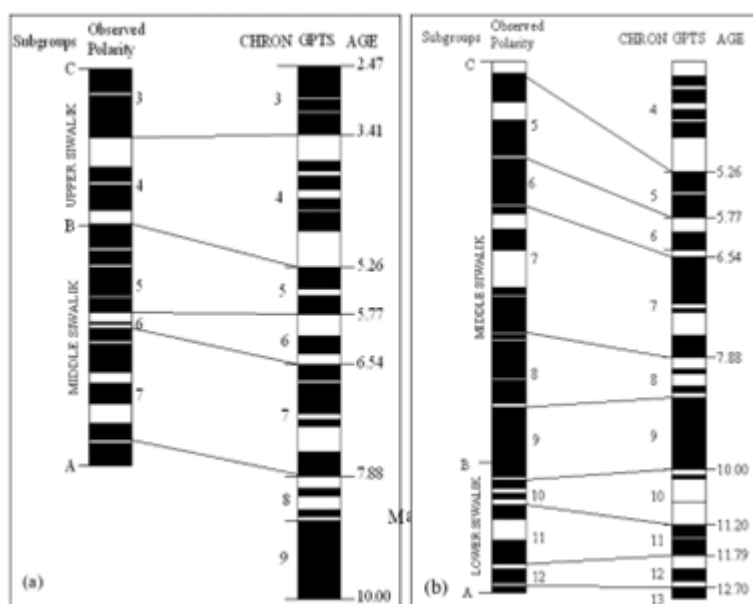 Subgroups Observed Polarity CHRON GPTS AGE
C
2.47
3 3
3.41
UPPER SIWALIK
4 4
B
5.26
5 5
5.77
MIDDLE SIWALIK
6 6
6.54
7 7
A
7.88
8
9
(a)
10.00
Ma
Subgroups Observed Polarity CHRON GPTS AGE
C
4
5
5.26
5
5.77
6 6
6.54
MIDDLE SIWALIK
7 7
7.88
8 8
9 9
B
10.00
LOWER SIWALIK
10 10
11.20
11 11
11.79
12 12
12.70
A
13
(b)